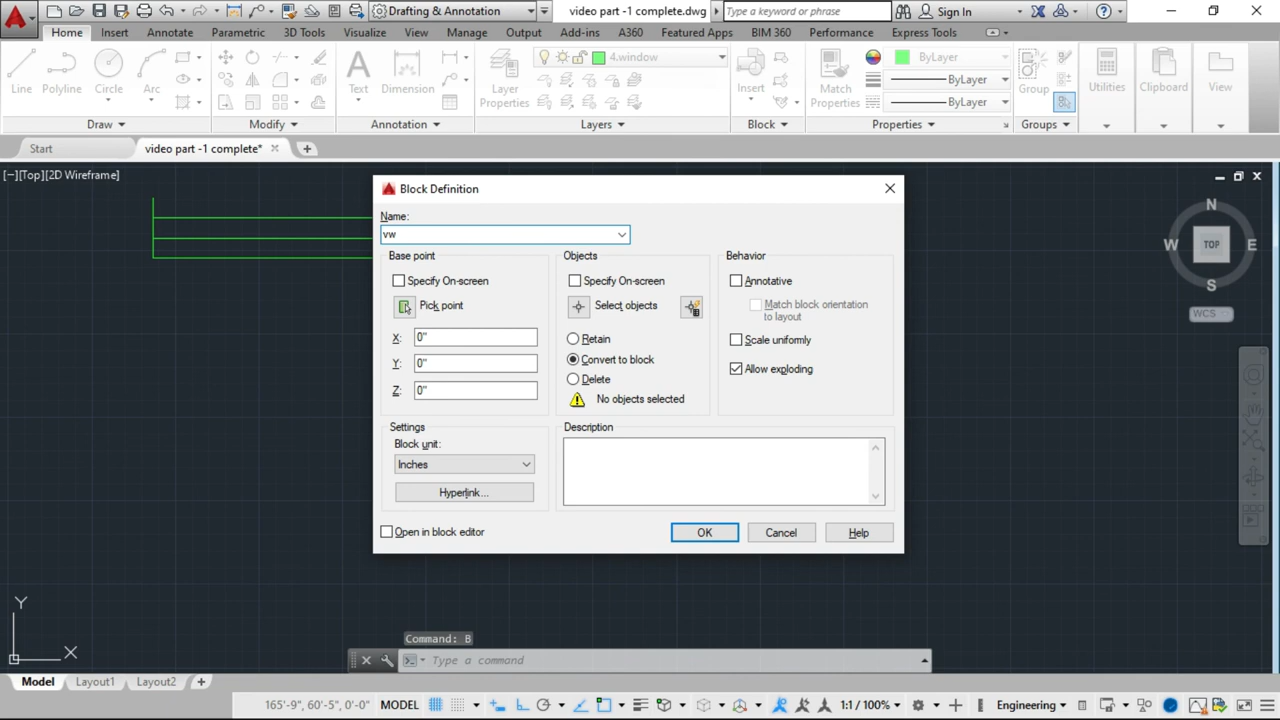 Drafting & Annotation
video part -1 complete.dwg
Type a keyword or phrase
Sign In
Home Insert Annotate Parametric 3D Tools Visualize View Manage Output Add-ins A360 Featured Apps BIM 360 Performance Express Tools
Line Polyline Circle Arc
Text Dimension
Layer Properties
4.window
Insert
Match Properties
ByLayer
ByLayer
ByLayer
Group
Utilities
Clipboard
View
Draw Modify Annotation Layers Block Properties Groups
Start video part -1 complete*
[−][Top][2D Wireframe]
N
W TOP E
S
WCS
Block Definition
Name:
vw
Base point
Specify On-screen
Pick point
X: 0"
Y: 0"
Z: 0"
Objects
Specify On-screen
Select objects
Retain
Convert to block
Delete
No objects selected
Behavior
Annotative
Match block orientation
to layout
Scale uniformly
Allow exploding
Settings
Block unit:
Inches
Hyperlink...
Description
Open in block editor
OK Cancel Help
Y
X
Command: B
Type a command
Model Layout1 Layout2
165'-9", 60'-5", 0'-0" MODEL 1:1 / 100% Engineering